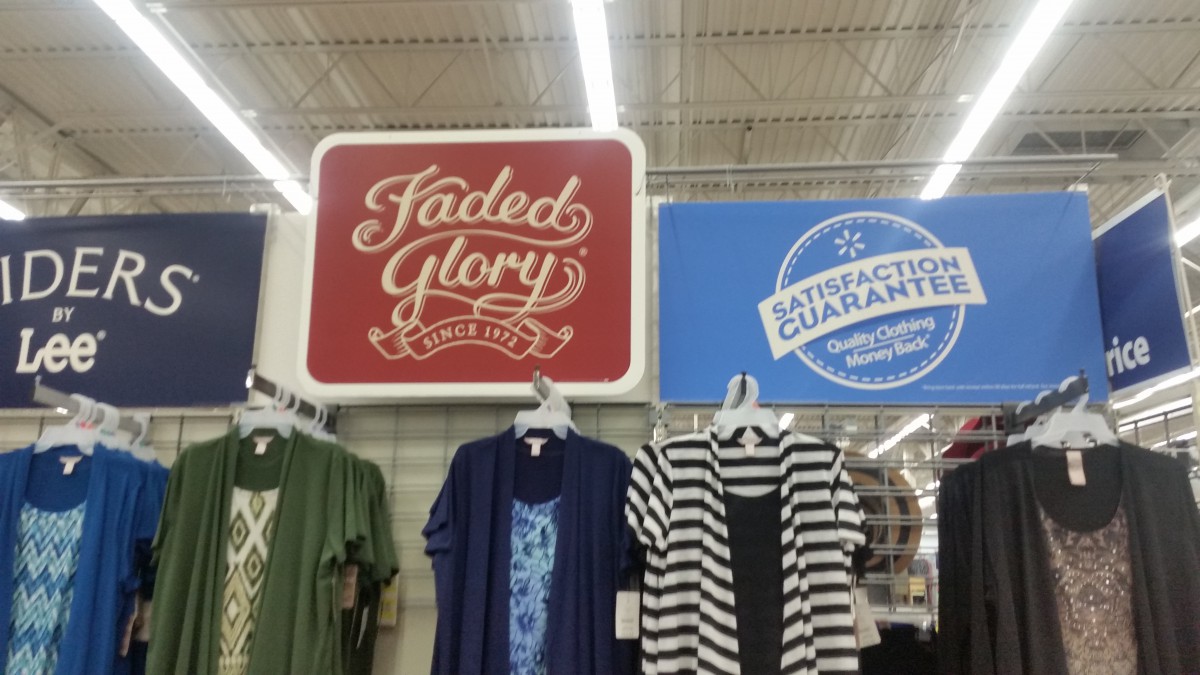 IDERS®
BY
Lee®
Faded
Glory®
SINCE 1972
SATISFACTION
GUARANTEE
Quality Clothing
Money Back*
rice